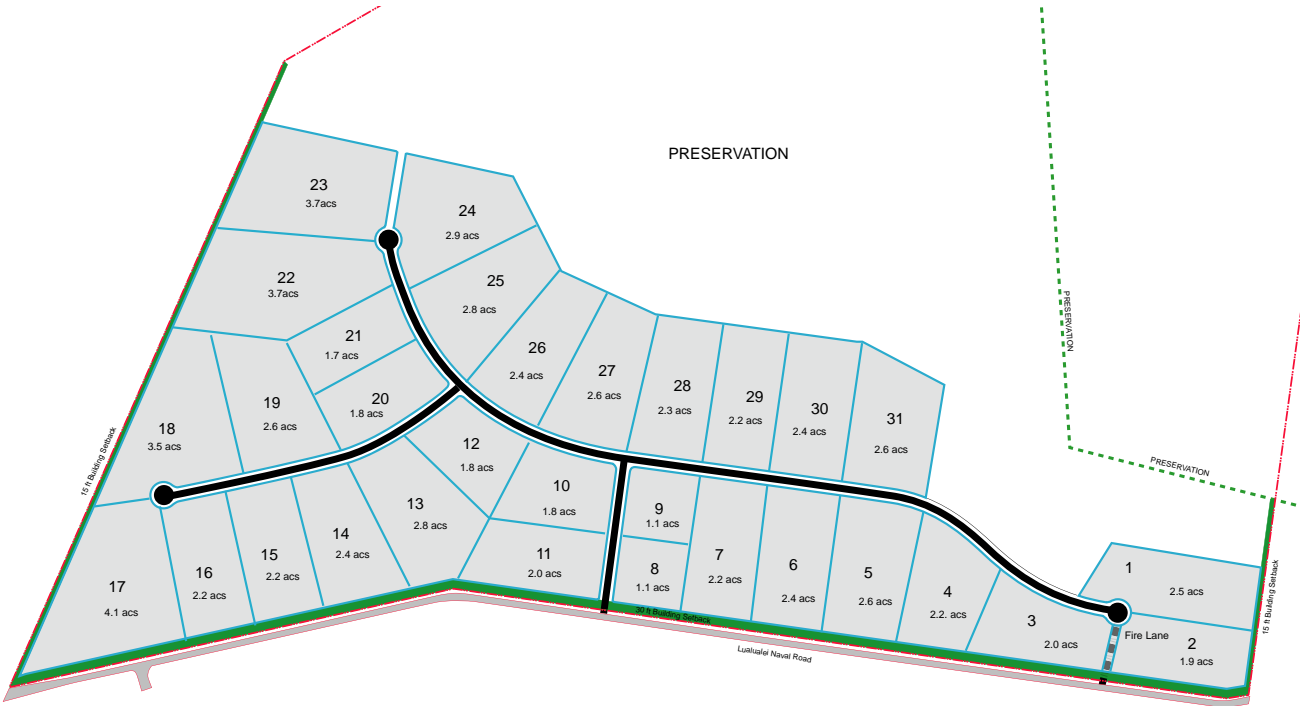 PRESERVATION
23
3.7acs
24
2.9 acs
22
3.7acs
25
2.8 acs
21
1.7 acs
26
2.4 acs
27
2.6 acs
28
2.3 acs
29
2.2 acs
30
2.4 acs
31
2.6 acs
20
1.8 acs
19
2.6 acs
18
3.5 acs
15 ft Building Setback
12
1.8 acs
13
2.8 acs
10
1.8 acs
9
1.1 acs
14
2.4 acs
15
2.2 acs
16
2.2 acs
17
4.1 acs
11
2.0 acs
8
1.1 acs
7
2.2 acs
6
2.4 acs
5
2.6 acs
4
2.2. acs
3
2.0 acs
1
2.5 acs
2
1.9 acs
Fire Lane
30 ft Building Setback
Lualualei Naval Road
15 ft Building Setback
PRESERVATION
PRESERVATION